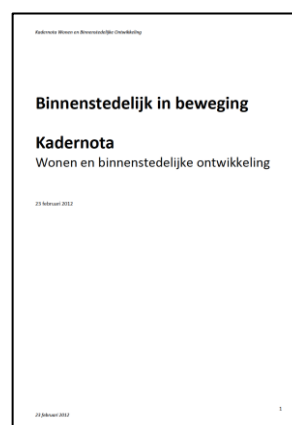 Kadernota Wonen en Binnenstedelijke Ontwikkeling
Binnenstedelijk in beweging
Kadernota
Wonen en binnenstedelijke ontwikkeling
23 februari 2012
23 februari 2012
1